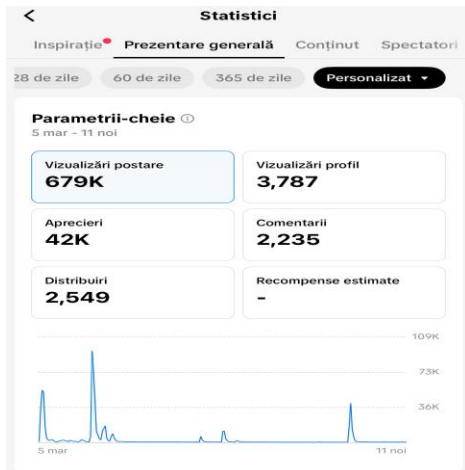 Statistici
Inspirație Prezentare generală Conținut Spectatori
28 de zile 60 de zile 365 de zile Personalizat
Parametrii-cheie
5 mar - 11 noi
Vizualizări postare Vizualizări profil
679K 3,787
Aprecieri Comentarii
42K 2,235
Distribuiri Recompense estimate
2,549 -
109K
73K
36K
5 mar 11 noi